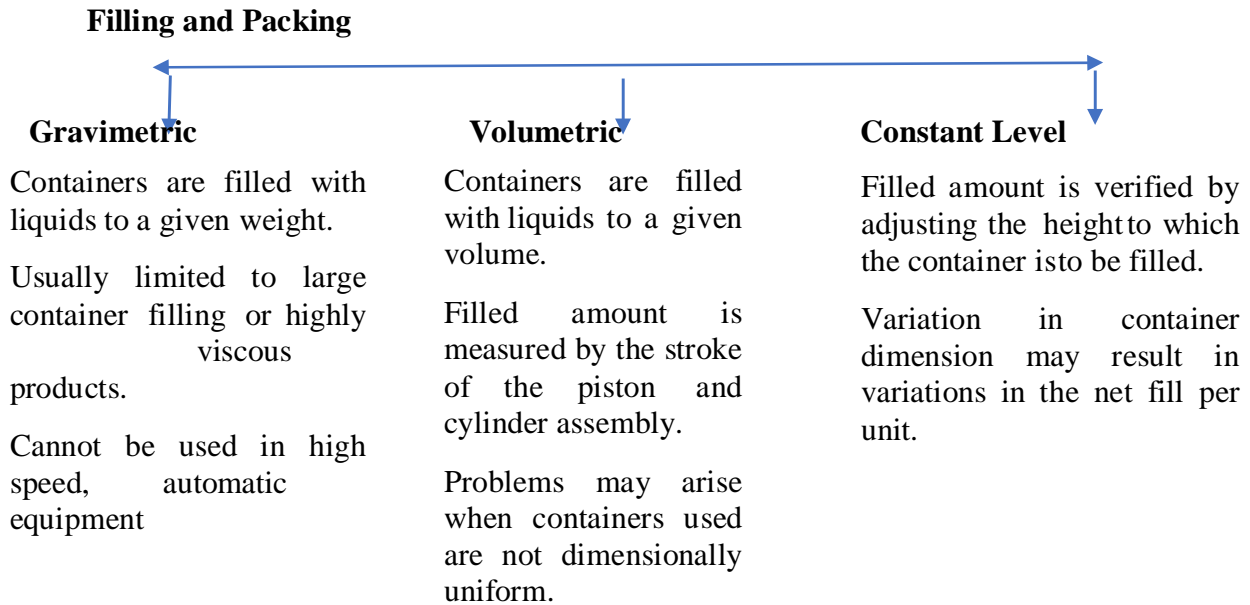 Filling and Packing
Gravimetric
Containers are filled with
liquids to a given weight.
Usually limited to large
container filling or highly
viscous
products.
Cannot be used in high
speed, automatic
equipment
Volumetric
Containers are filled
with liquids to a given
volume.
Filled amount is
measured by the stroke
of the piston and
cylinder assembly.
Problems may arise
when containers used
are not dimensionally
uniform.
Constant Level
Filled amount is verified by
adjusting the heightto which
the container isto be filled.
Variation in container
dimension may result in
variations in the net fill per
unit.